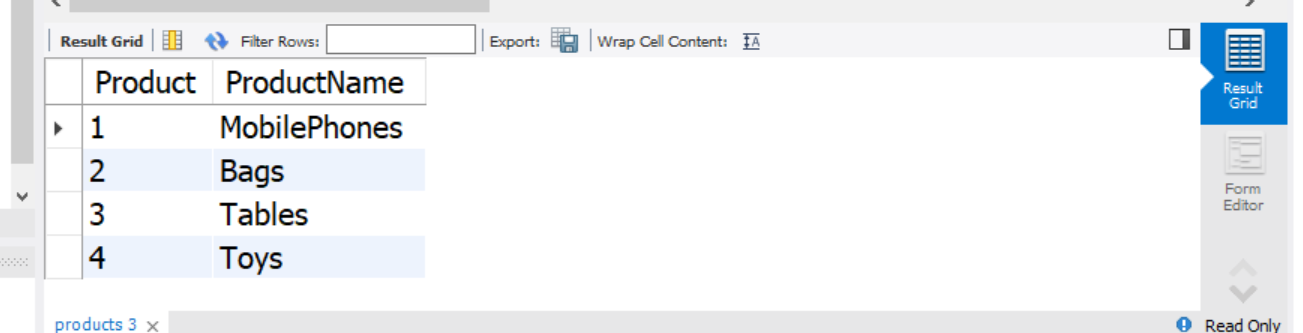 Result Grid Filter Rows: Export: Wrap Cell Content: IA
Product ProductName
1 MobilePhones
2 Bags
3 Tables
4 Toys
products 3
Result
Grid
Form
Editor
Read Only